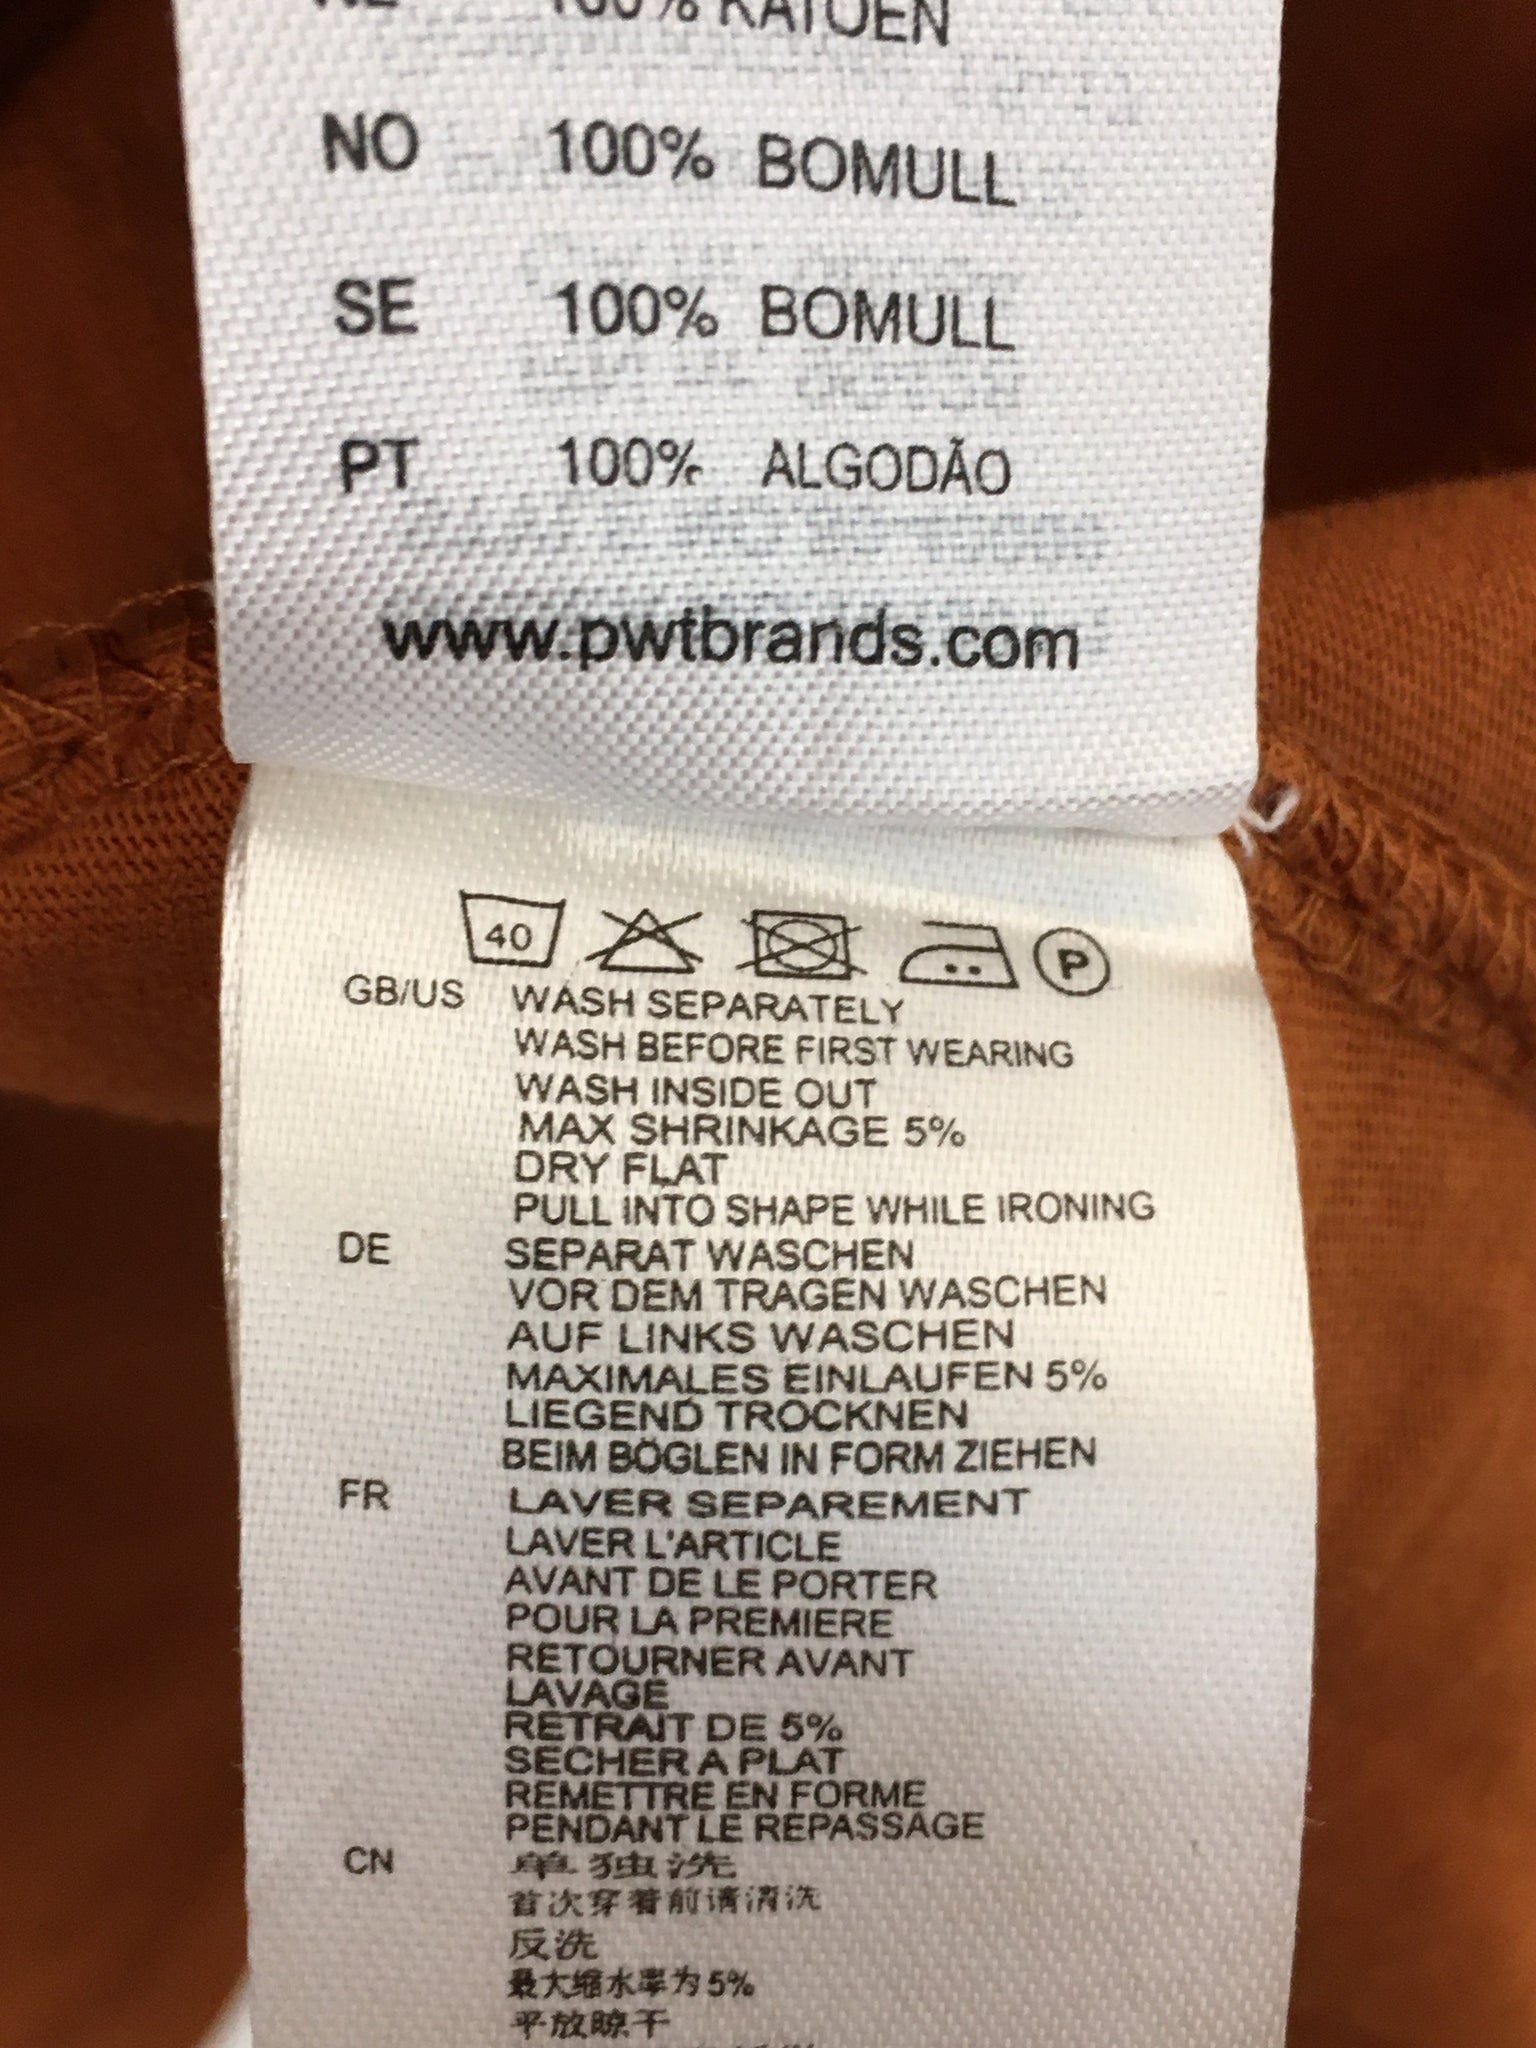 100% KATOEN
NO 100% BOMULL
SE 100% BOMULL
PT 100% ALGODÃO
www.pwtbrands.com
40 P
GB/US WASH SEPARATELY
WASH BEFORE FIRST WEARING
WASH INSIDE OUT
MAX SHRINKAGE 5%
DRY FLAT
PULL INTO SHAPE WHILE IRONING
DE SEPARAT WASCHEN
VOR DEM TRAGEN WASCHEN
AUF LINKS WASCHEN
MAXIMALES EINLAUFEN 5%
LIEGEND TROCKNEN
BEIM BÖGLEN IN FORM ZIEHEN
FR LAVER SEPAREMENT
LAVER L'ARTICLE
AVANT DE LE PORTER
POUR LA PREMIERE
RETOURNER AVANT
LAVAGE
RETRAIT DE 5%
SECHER A PLAT
REMETTRE EN FORME
PENDANT LE REPASSAGE
CN 单独洗
首次穿着前请清洗
反洗
最大缩水率为5%
平放晾干